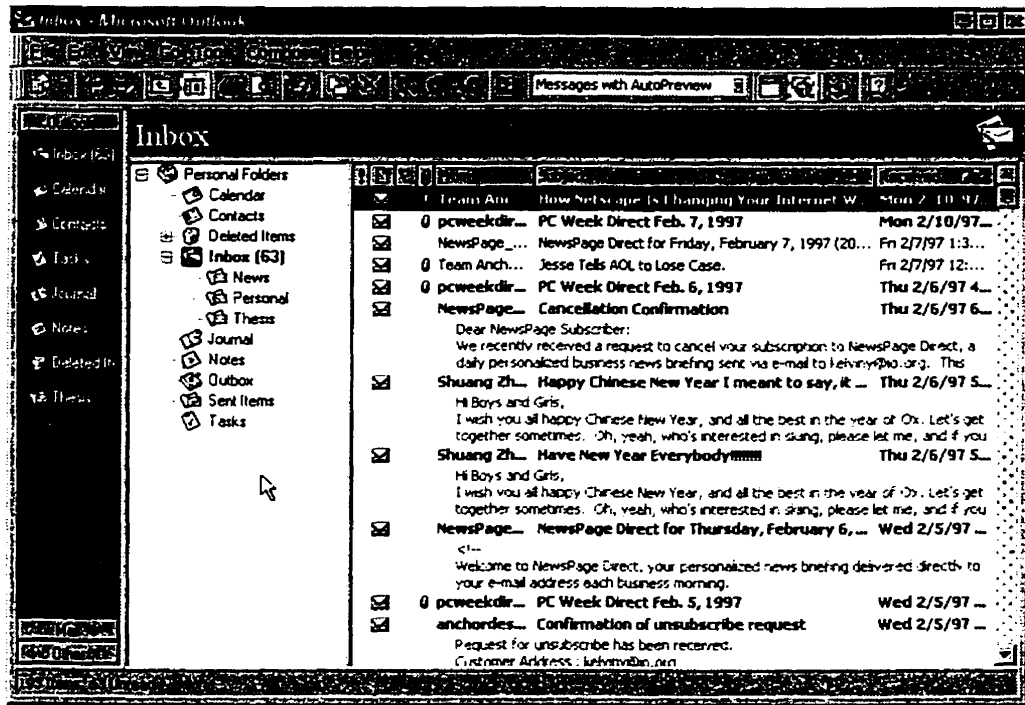 Inbox - Microsoft Outlook
Messages with AutoPreview
Inbox
Inbox (63)
Calendar
Contacts
Tasks
Journal
Notes
Deleted It
Thesis
Personal Folders
Calendar
Contacts
Deleted Items
Inbox (63)
News
Personal
Thesis
Journal
Notes
Outbox
Sent Items
Tasks
Team Anc... How Netscape Is Changing Your Internet W... Mon 2/10/97...
pcweekdir... PC Week Direct Feb. 7, 1997 Mon 2/10/97...
NewsPage_... NewsPage Direct for Friday, February 7, 1997 (20... Fri 2/7/97 1:3...
Team Anch... Jesse Tells AOL to Lose Case. Fri 2/7/97 12:...
pcweekdir... PC Week Direct Feb. 6, 1997 Thu 2/6/97 4...
NewsPage... Cancellation Confirmation Thu 2/6/97 6...
Dear NewsPage Subscriber:
We recently received a request to cancel your subscription to NewsPage Direct, a
daily personalized business news briefing sent via e-mail to This
Shuang Zh... Happy Chinese New Year I meant to say, it ... Thu 2/6/97 5...
Hi Boys and Girls,
I wish you all happy Chinese New Year, and all the best in the year of Ox. Let's get
together sometimes. Oh, yeah, who's interested in skiing, please let me, and if you
Shuang Zh... Have New Year Everybody!!!!!!!! Thu 2/6/97 5...
Hi Boys and Girls,
I wish you all happy Chinese New Year, and all the best in the year of Ox. Let's get
together sometimes. Oh, yeah, who's interested in skiing, please let me, and if you
NewsPage... NewsPage Direct for Thursday, February 6, ... Wed 2/5/97 ...
<!--
Welcome to NewsPage Direct, your personalized news briefing delivered directly to
your e-mail address each business morning.
pcweekdir... PC Week Direct Feb. 5, 1997 Wed 2/5/97 ...
anchordes... Confirmation of unsubscribe request Wed 2/5/97 ...
Request for unsubscribe has been received.
Customer Address :